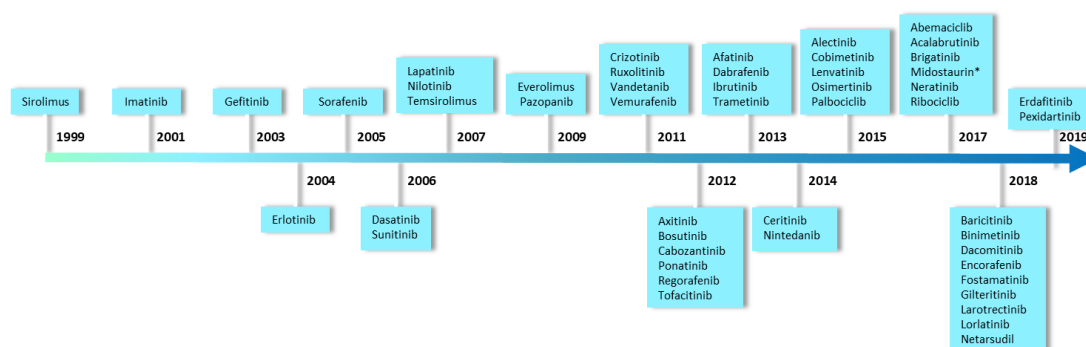 Sirolimus
1999
Imatinib
2001
Gefitinib
2003
Erlotinib
2004
Sorafenib
2005
Dasatinib
Sunitinib
2006
Lapatinib
Nilotinib
Temsirolimus
2007
Everolimus
Pazopanib
2009
Crizotinib
Ruxolitinib
Vandetanib
Vemurafenib
2011
Axitinib
Bosutinib
Cabozantinib
Ponatinib
Regorafenib
Tofacitinib
2012
Afatinib
Dabrafenib
Ibrutinib
Trametinib
2013
Ceritinib
Nintedanib
2014
Alectinib
Cobimetinib
Lenvatinib
Osimertinib
Palbociclib
2015
Abemaciclib
Acalabrutinib
Brigatinib
Midostaurin*
Neratinib
Ribociclib
2017
Baricitinib
Binimetinib
Dacomitinib
Encorafenib
Fostamatinib
Gilteritinib
Larotrectinib
Lorlatinib
Netarsudil
2018
Erdafitinib
Pexidartinib
2019